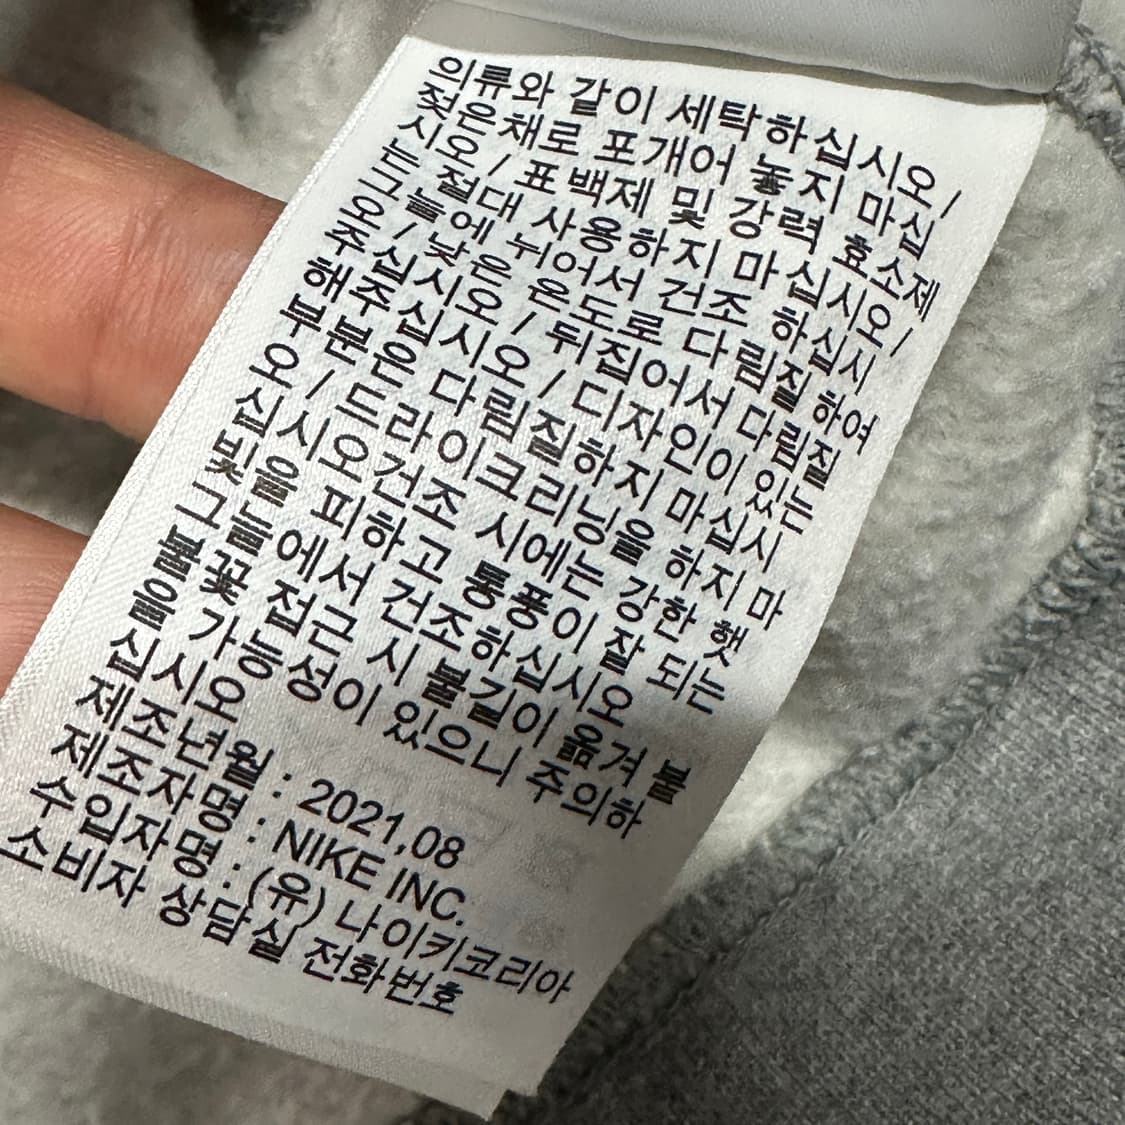 의류와 같이 세탁하십시오/
젖은채로 포개어 놓지 마십
시오/표백제 및 강력 효소제
는 절대 사용하지 마십시오/
그늘에 뉘어서 건조 하십시
오/낮은 온도로 다림질하여
주십시오/뒤집어서 다림질
해주십시오/디자인이 있는
부분은 다림질하지 마십시
오/드라이크리닝을 하지 마
십시오건조 시에는 강한 햇
빛을 피하고 통풍이 잘 되는
그늘에서 건조하십시오
불꽃 접근 시 불길이 옮겨 붙
을 가능성이 있으니 주의하
십시오
제조년월 : 2021,08
제조자명 : NIKE INC.
수입자명 : (유) 나이키코리아
소비자 상담실 전화번호